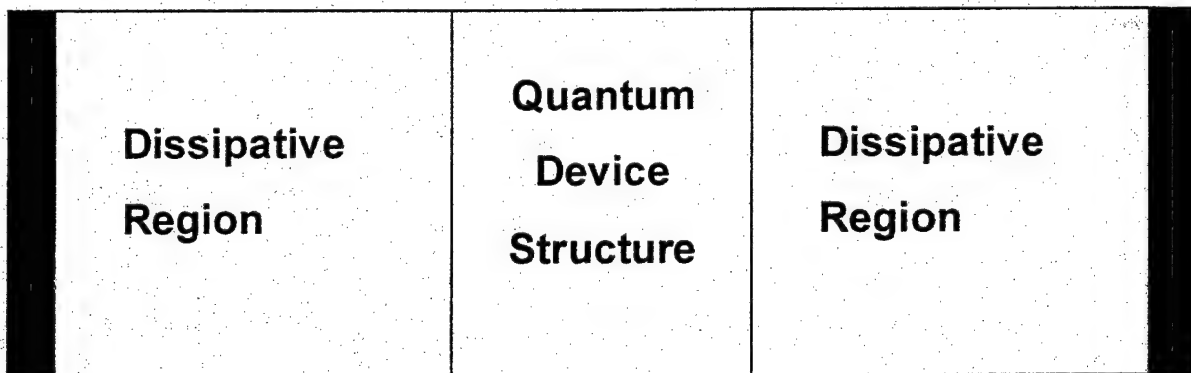 Dissipative
Region
Quantum
Device
Structure
Dissipative
Region